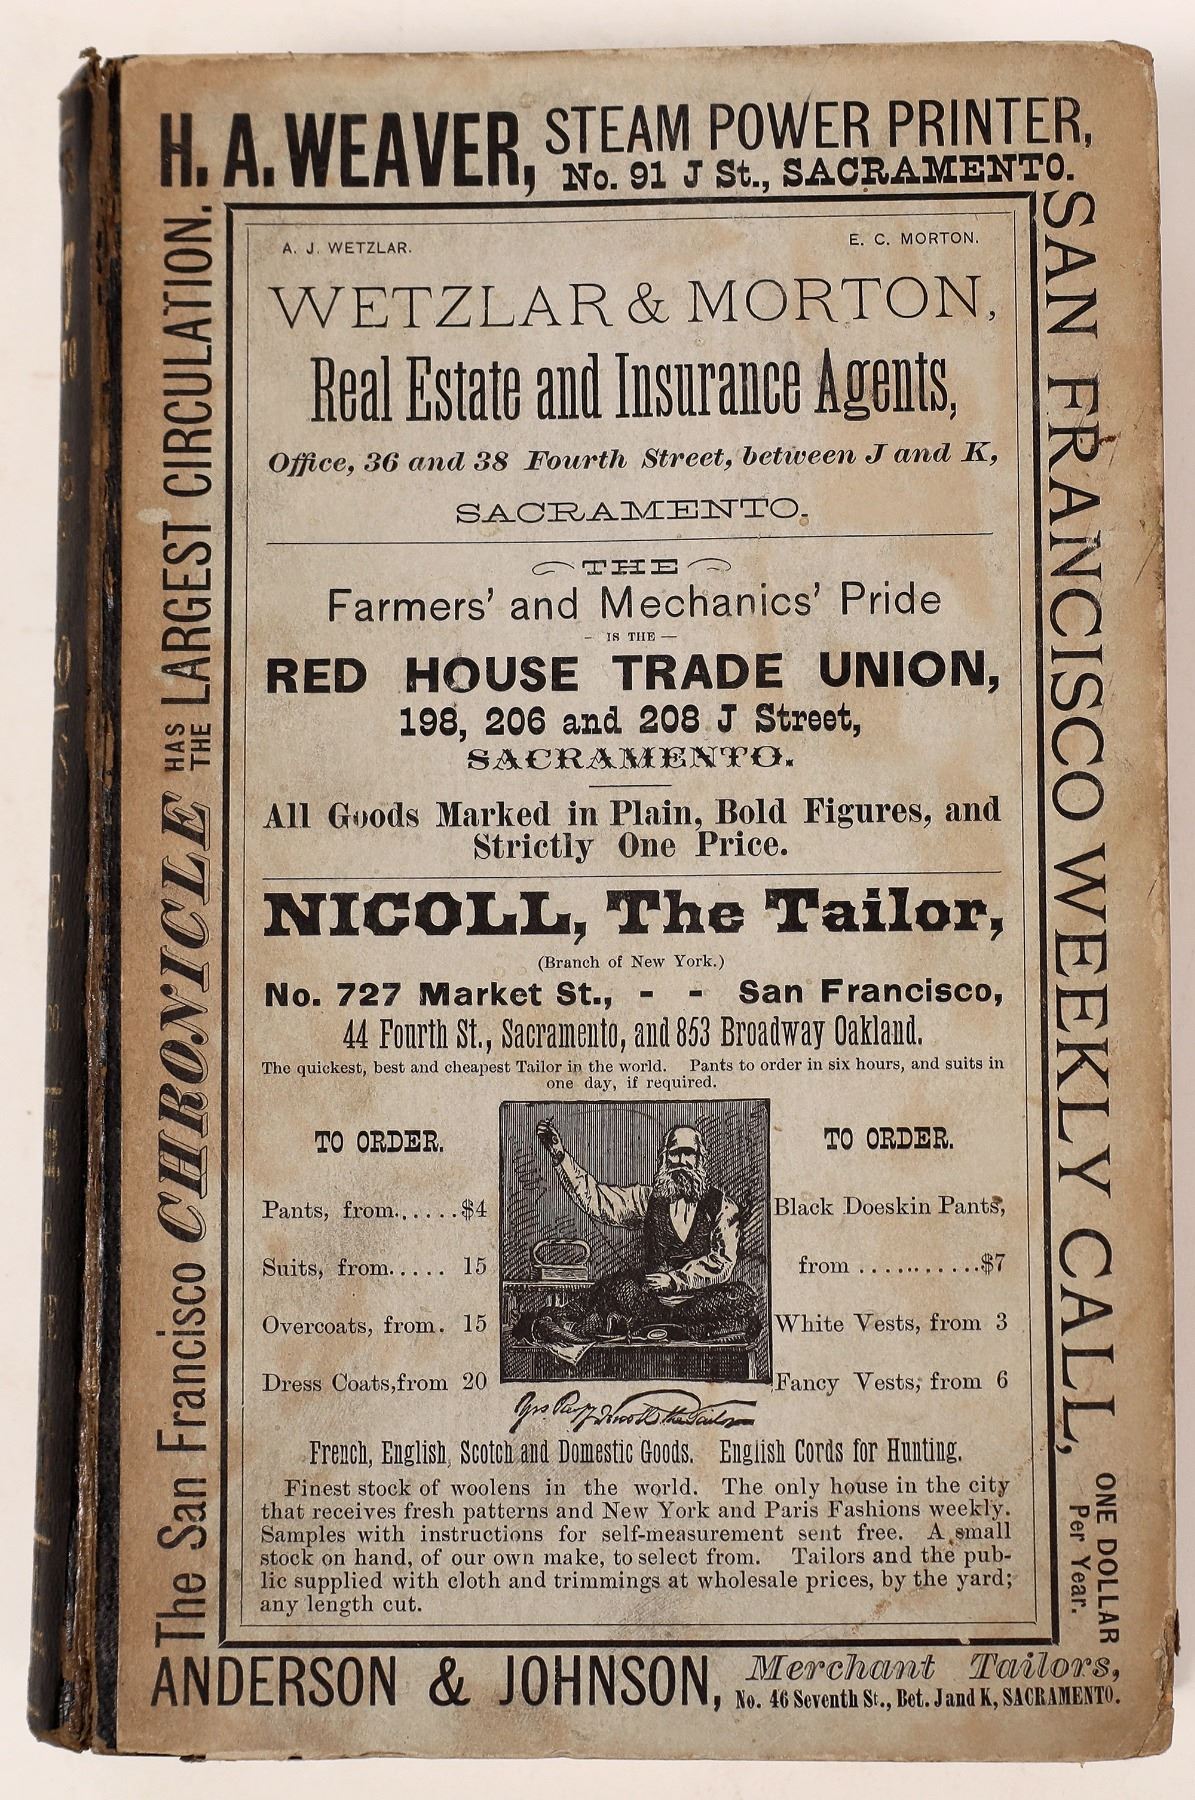 H. A. WEAVER, STEAM POWER PRINTER,
No. 91 J St., SACRAMENTO.
The San Francisco CHRONICLE HAS THE LARGEST CIRCULATION.
SAN FRANCISCO WEEKLY CALL, ONE DOLLAR
Per Year.
A. J. WETZLAR. E. C. MORTON.
WETZLAR & MORTON,
Real Estate and Insurance Agents,
Office, 36 and 38 Fourth Street, between J and K,
SACRAMENTO.
THE
Farmers' and Mechanics' Pride
- IS THE —
RED HOUSE TRADE UNION,
198, 206 and 208 J Street,
SACRAMENTO.
All Goods Marked in Plain, Bold Figures, and
Strictly One Price.
NICOLL, The Tailor,
(Branch of New York.)
No. 727 Market St., - - San Francisco,
44 Fourth St., Sacramento, and 853 Broadway Oakland.
The quickest, best and cheapest Tailor in the world. Pants to order in six hours, and suits in
one day, if required.
TO ORDER.
Pants, from......$4
Suits, from..... 15
Overcoats, from. 15
Dress Coats, from 20
TO ORDER.
Black Doeskin Pants,
from ............$7
White Vests, from 3
Fancy Vests, from 6
Nicoll the Tailor
French, English, Scotch and Domestic Goods. English Cords for Hunting.
Finest stock of woolens in the world. The only house in the city
that receives fresh patterns and New York and Paris Fashions weekly.
Samples with instructions for self-measurement sent free. A small
stock on hand, of our own make, to select from. Tailors and the pub-
lic supplied with cloth and trimmings at wholesale prices, by the yard;
any length cut.
ANDERSON & JOHNSON, Merchant Tailors,
No. 46 Seventh St., Bet. J and K, SACRAMENTO.